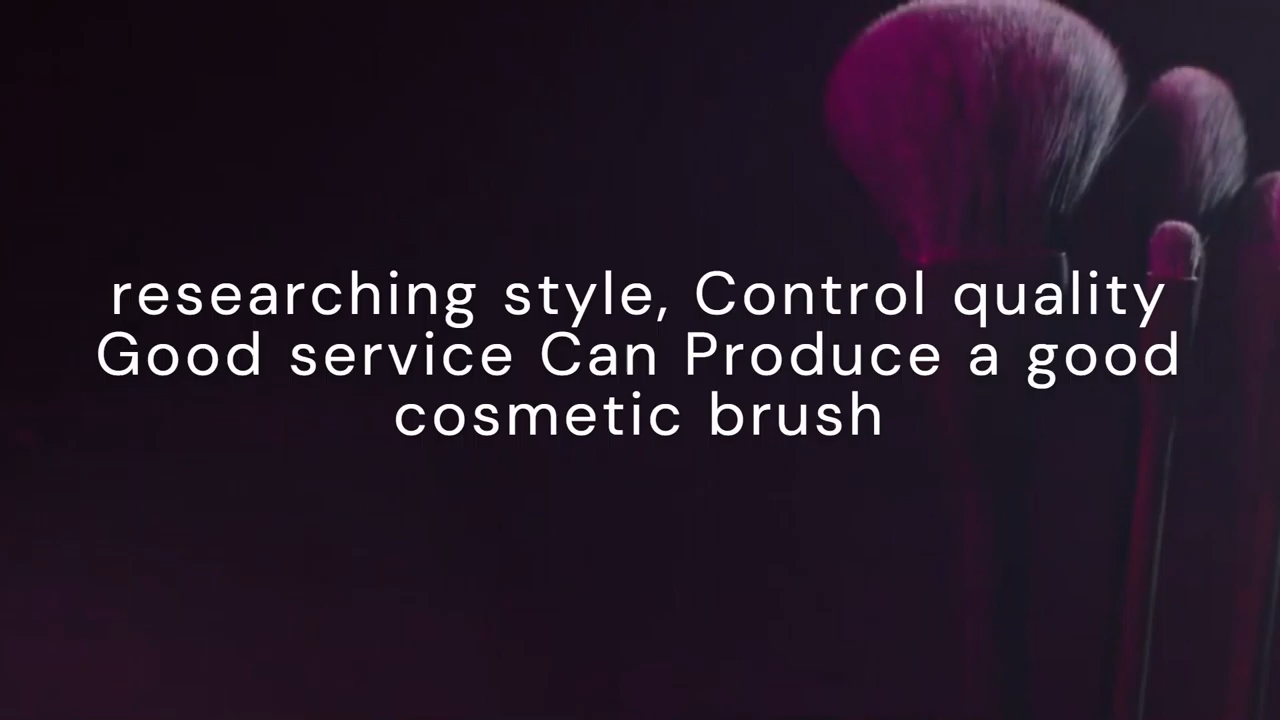 researching style, Control quality
Good service Can Produce a good
cosmetic brush